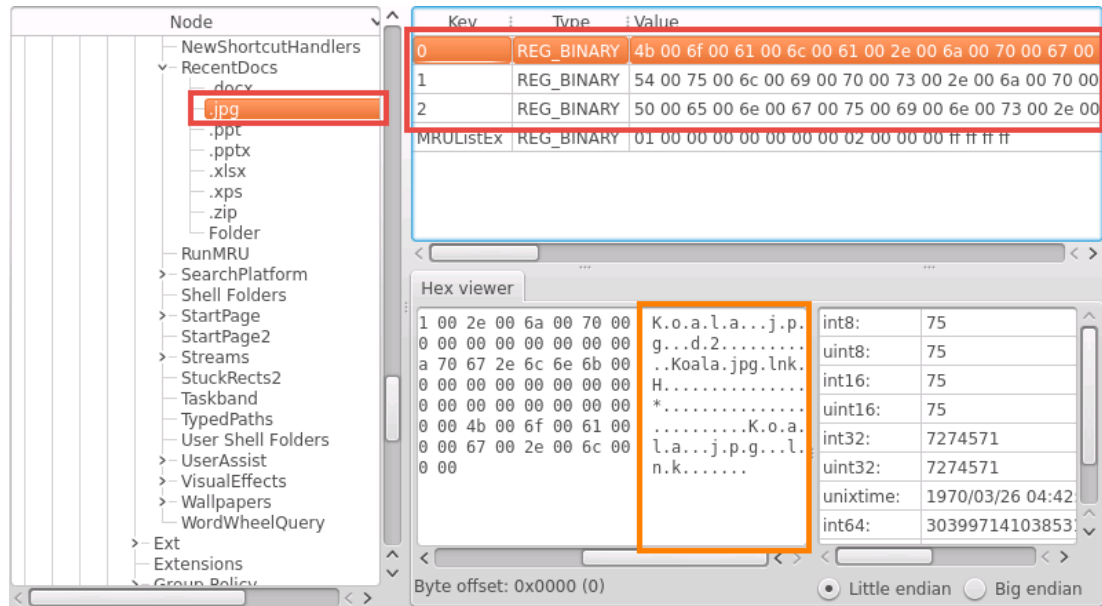 Node
NewShortcutHandlers
RecentDocs
.docx
.jpg
.ppt
.pptx
.xlsx
.xps
.zip
Folder
RunMRU
SearchPlatform
Shell Folders
StartPage
StartPage2
Streams
StuckRects2
Taskband
TypedPaths
User Shell Folders
UserAssist
VisualEffects
Wallpapers
WordWheelQuery
Ext
Extensions
Group Policy
Key Type Value
0 REG_BINARY 4b 00 6f 00 61 00 6c 00 61 00 2e 00 6a 00 70 00 67 00
1 REG_BINARY 54 00 75 00 6c 00 69 00 70 00 73 00 2e 00 6a 00 70 00
2 REG_BINARY 50 00 65 00 6e 00 67 00 75 00 69 00 6e 00 73 00 2e 00
MRUListEx REG_BINARY 01 00 00 00 00 00 00 00 02 00 00 00 ff ff ff ff
Hex viewer
1 00 2e 00 6a 00 70 00 K.o.a.l.a...j.p.
0 00 00 00 00 00 00 00 g...d.2.........
a 70 67 2e 6c 6e 6b 00 ..Koala.jpg.lnk.
0 00 00 00 00 00 00 00 H...............
0 00 00 00 00 00 00 00 *...............
0 00 4b 00 6f 00 61 00 ..........K.o.a.
0 00 67 00 2e 00 6c 00 l.a...j.p.g...l.
0 00 n.k.......
int8: 75
uint8: 75
int16: 75
uint16: 75
int32: 7274571
uint32: 7274571
unixtime: 1970/03/26 04:42:
int64:
Byte offset: 0x0000 (0)
Little endian Big endian